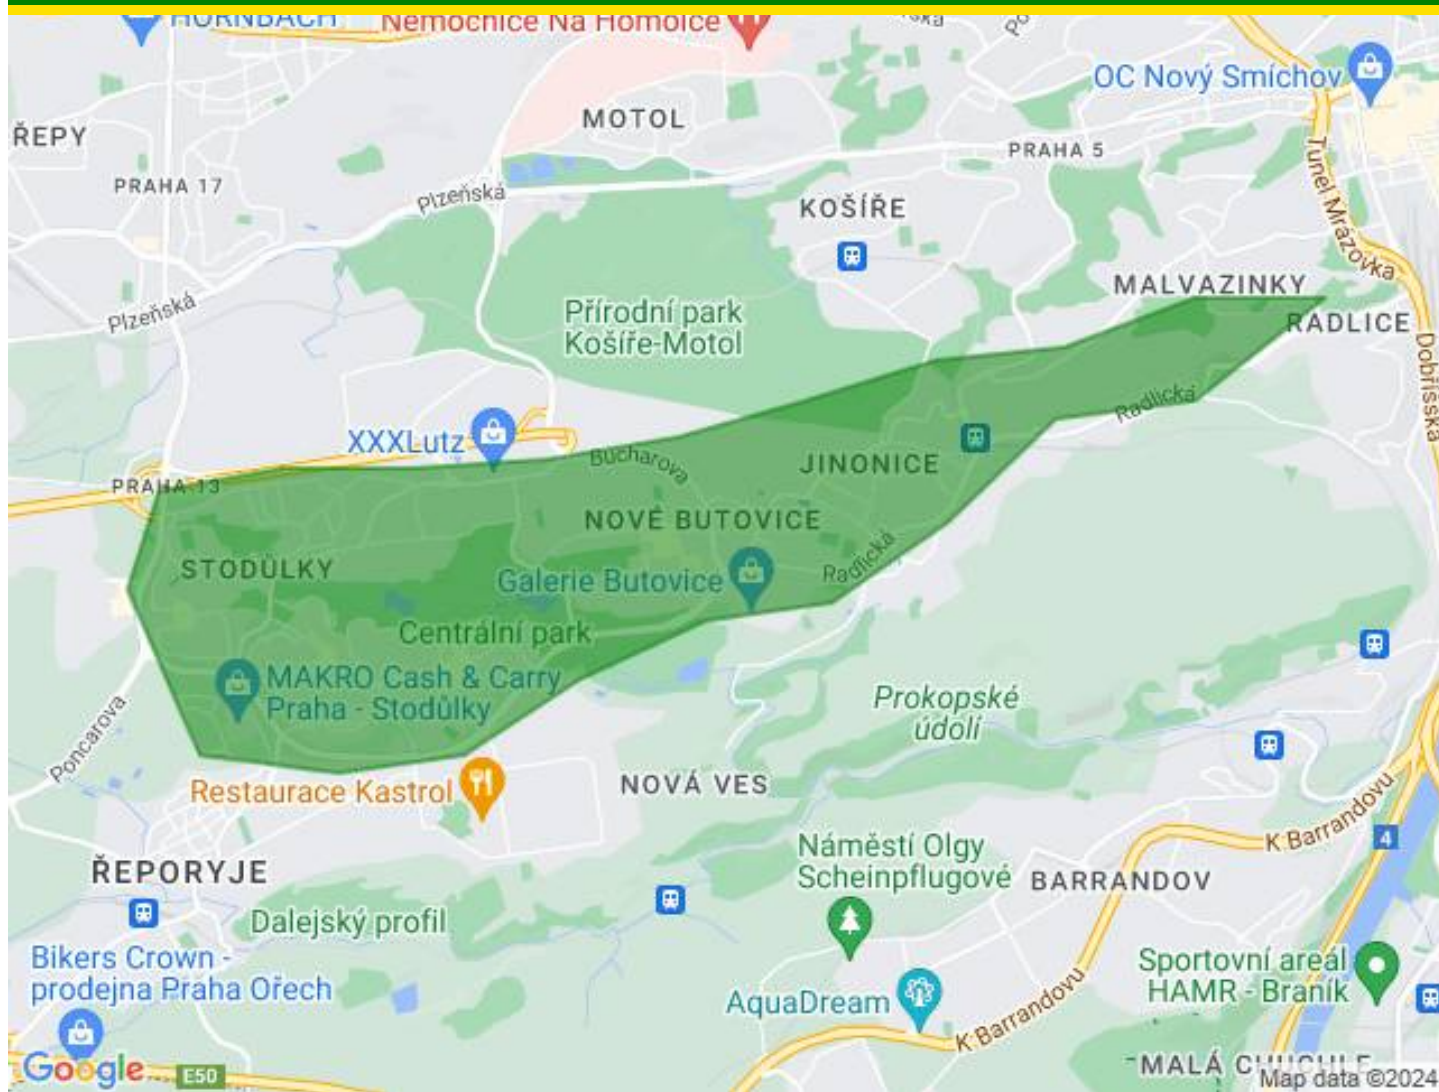 HORNBACH
Nemocnice Na Homolce
OC Nový Smíchov
MOTOL
ŘEPY
PRAHA 5
PRAHA 17
Plzeňská
KOŠÍŘE
Tunel Mrázovka
Plzeňská
MALVAZINKY
Přírodní park
Košíře-Motol
RADLICE
Dobříšská
Radlická
XXXLutz
Bucharova
JINONICE
PRAHA 13
NOVÉ BUTOVICE
STODŮLKY
Galerie Butovice
Radlická
Centrální park
MAKRO Cash & Carry
Praha - Stodůlky
Prokopské
údolí
Poncarova
Restaurace Kastrol
NOVÁ VES
K Barrandovu
4
Náměstí Olgy
Scheinpflugové
ŘEPORYJE
BARRANDOV
Dalejský profil
Bikers Crown -
prodejna Praha Ořech
Sportovní areál
HAMR - Braník
AquaDream
K Barrandovu
MALÁ CHUCHLE
Google
E50
Map data ©2024